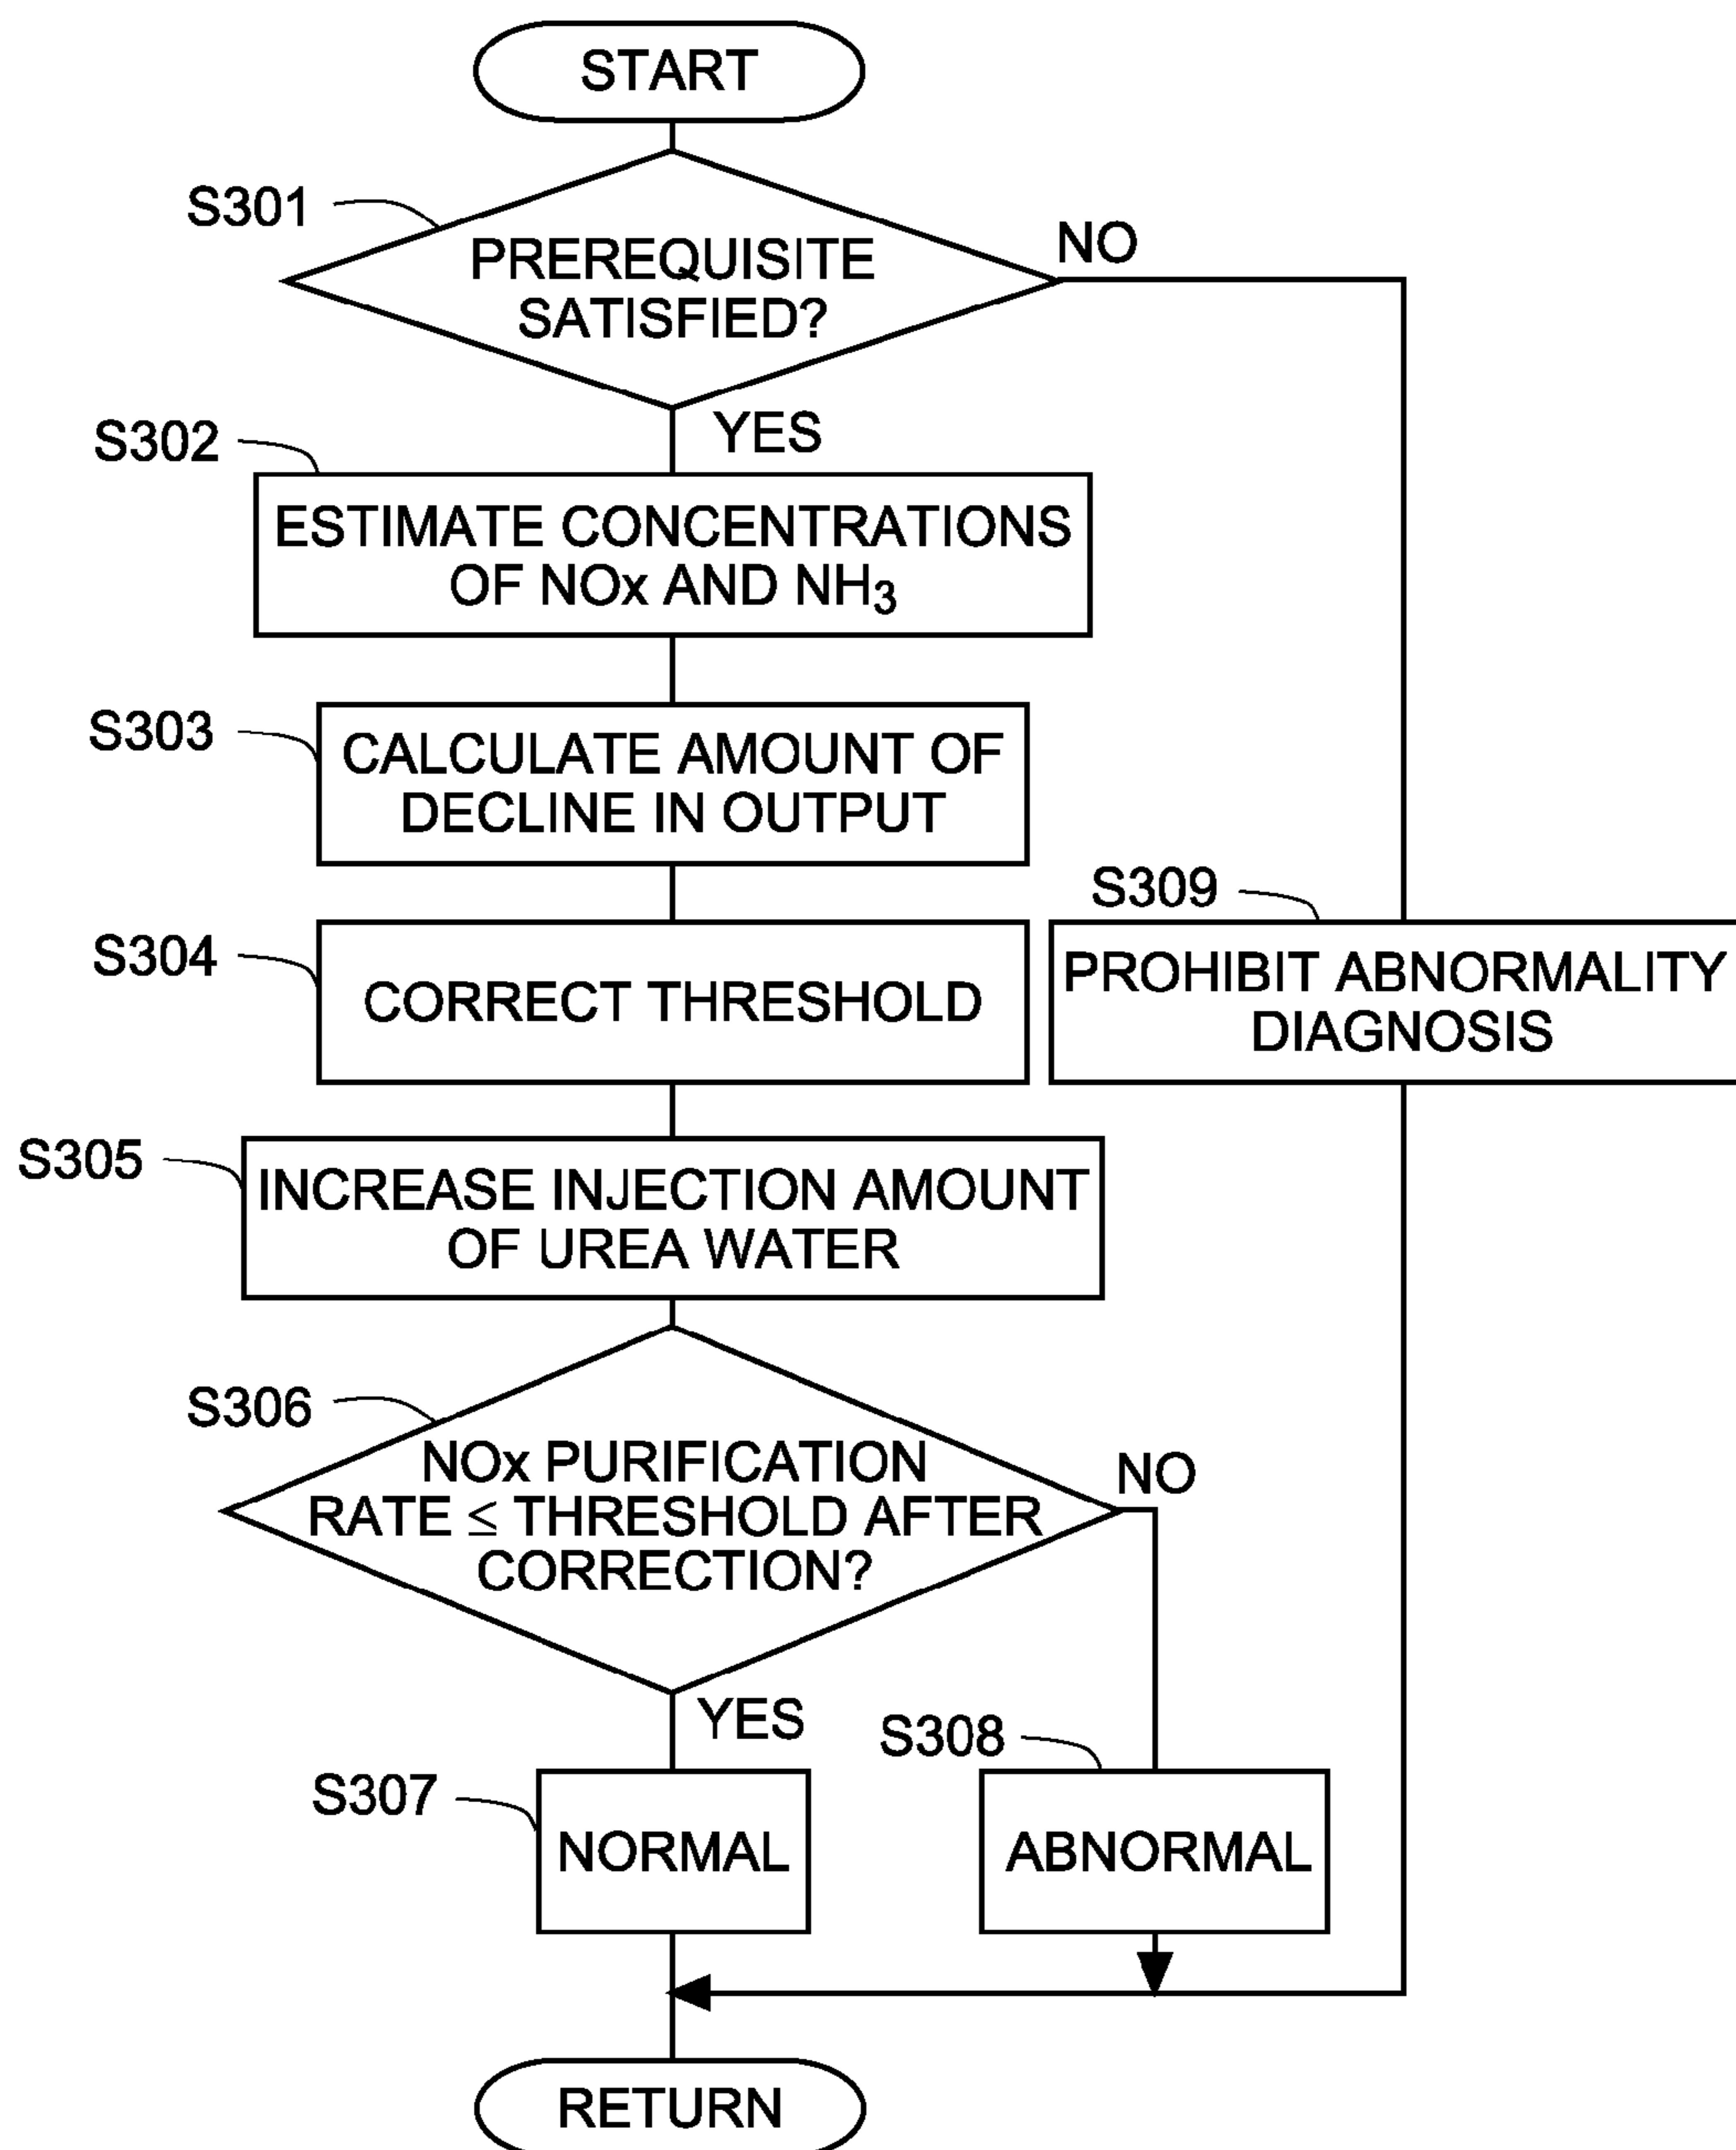 START
S301
PREREQUISITE
SATISFIED?
NO
YES
S302
ESTIMATE CONCENTRATIONS
OF NOx AND NH3
S303
CALCULATE AMOUNT OF
DECLINE IN OUTPUT
S309
S304
CORRECT THRESHOLD
PROHIBIT ABNORMALITY
DIAGNOSIS
S305
INCREASE INJECTION AMOUNT
OF UREA WATER
S306
NOx PURIFICATION
RATE ≤ THRESHOLD AFTER
CORRECTION?
NO
YES
S308
S307
NORMAL
ABNORMAL
RETURN